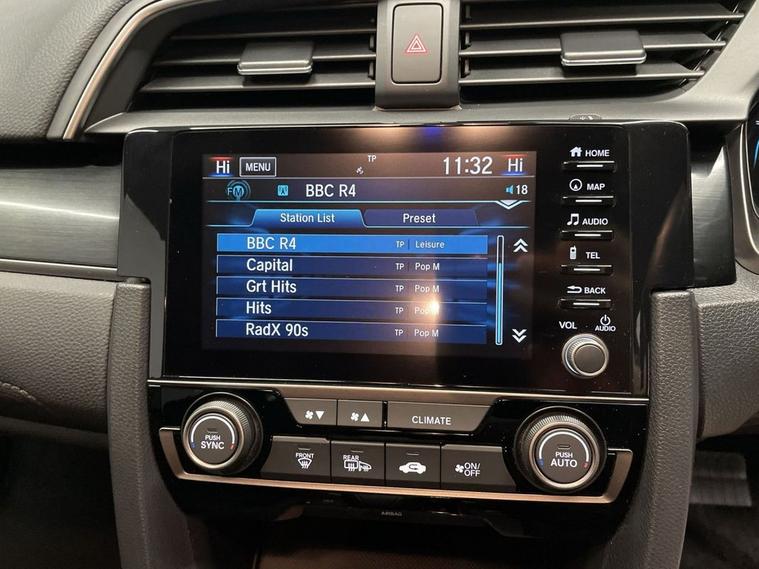 Hi MENU TP 11:32 Hi
FM BBC R4 18
Station List Preset
BBC R4 TP Leisure
Capital TP Pop M
Grt Hits TP Pop M
Hits TP Pop M
RadX 90s TP Pop M
HOME
MAP
AUDIO
TEL
BACK
VOL AUDIO
CLIMATE
PUSH SYNC
FRONT REAR ON/OFF
PUSH AUTO
AIRBAG